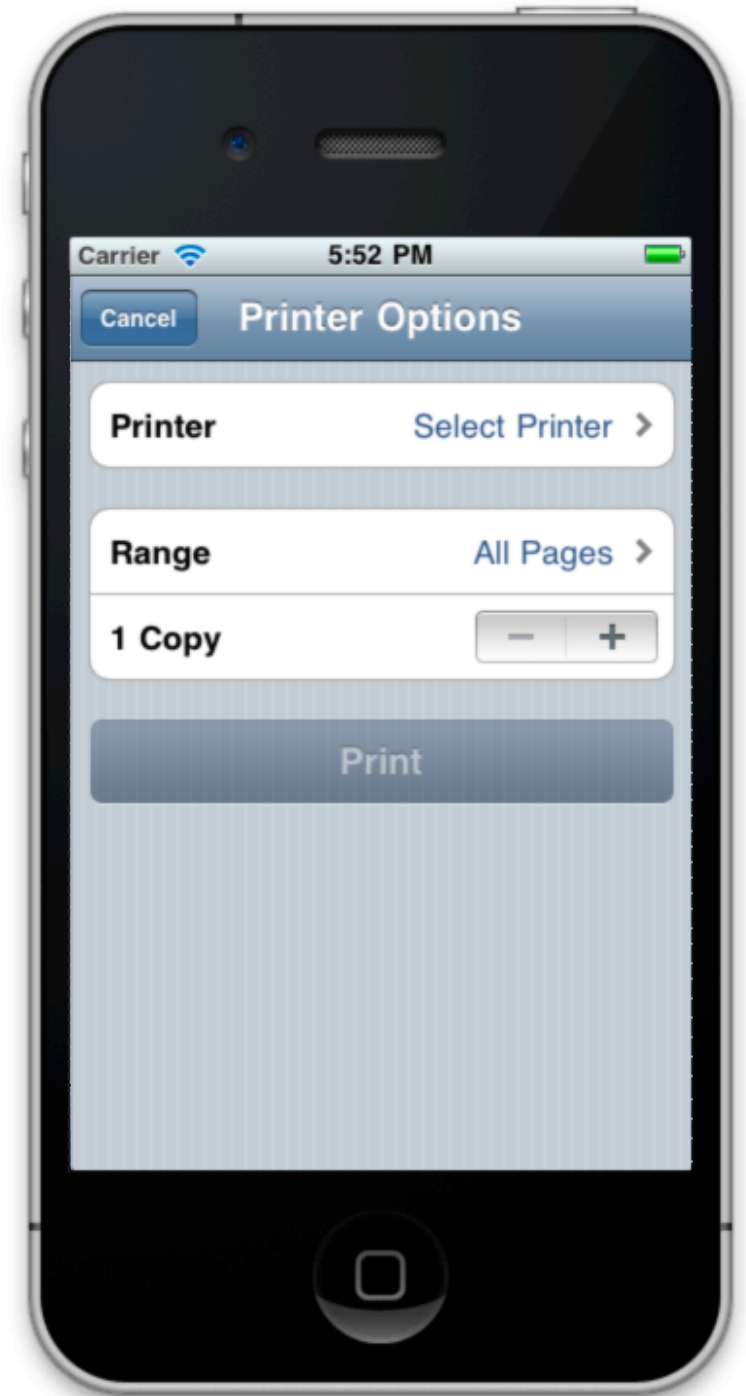 Carrier 5:52 PM
Cancel Printer Options
Printer Select Printer >
Range All Pages >
1 Copy − +
Print